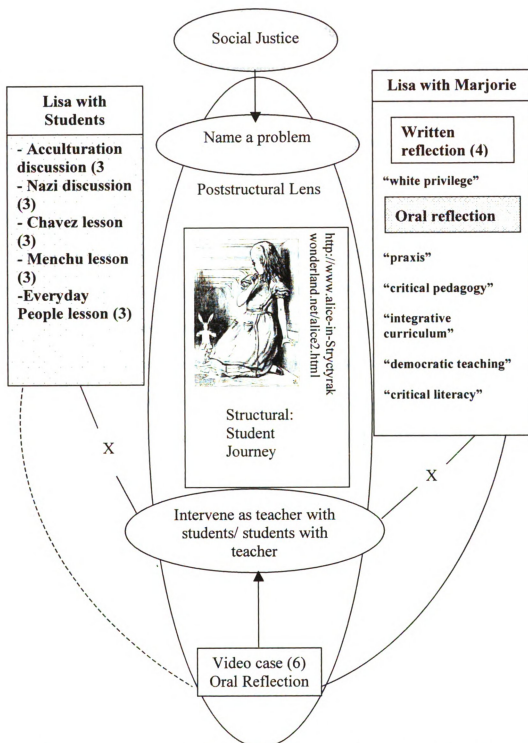 Social Justice
Lisa with
Students
- Acculturation
discussion (3
- Nazi discussion
(3)
- Chavez lesson
(3)
- Menchu lesson
(3)
-Everyday
People lesson (3)
Name a problem
Poststructural Lens
http://www.alice-in-Stryctyrak
wonderland.net/alice2.html
Structural:
Student
Journey
Lisa with Marjorie
Written
reflection (4)
“white privilege”
Oral reflection
“praxis”
“critical pedagogy”
“integrative
curriculum”
“democratic teaching”
“critical literacy”
X
X
Intervene as teacher with
students/ students with
teacher
Video case (6)
Oral Reflection